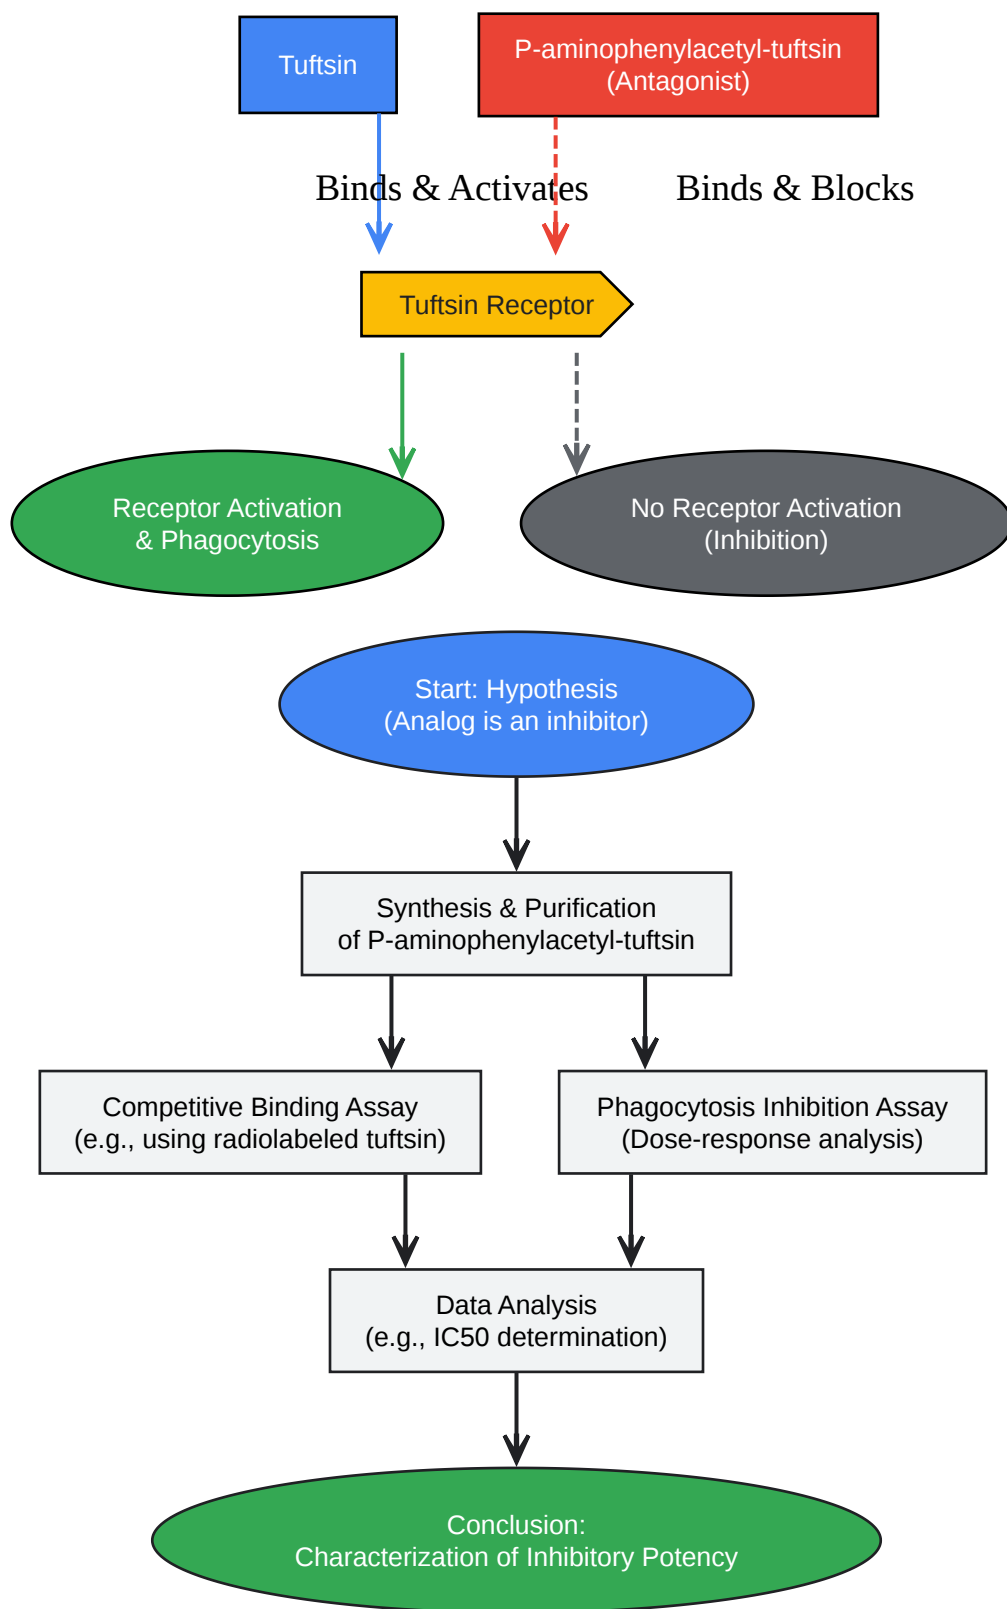 Tuftsin
P-aminophenylacetyl-tuftsin
(Antagonist)
Binds & Activates
Binds & Blocks
Tuftsin Receptor
Receptor Activation
& Phagocytosis
No Receptor Activation
(Inhibition)
Start: Hypothesis
(Analog is an inhibitor)
Synthesis & Purification
of P-aminophenylacetyl-tuftsin
Competitive Binding Assay
(e.g., using radiolabeled tuftsin)
Phagocytosis Inhibition Assay
(Dose-response analysis)
Data Analysis
(e.g., IC50 determination)
Conclusion:
Characterization of Inhibitory Potency